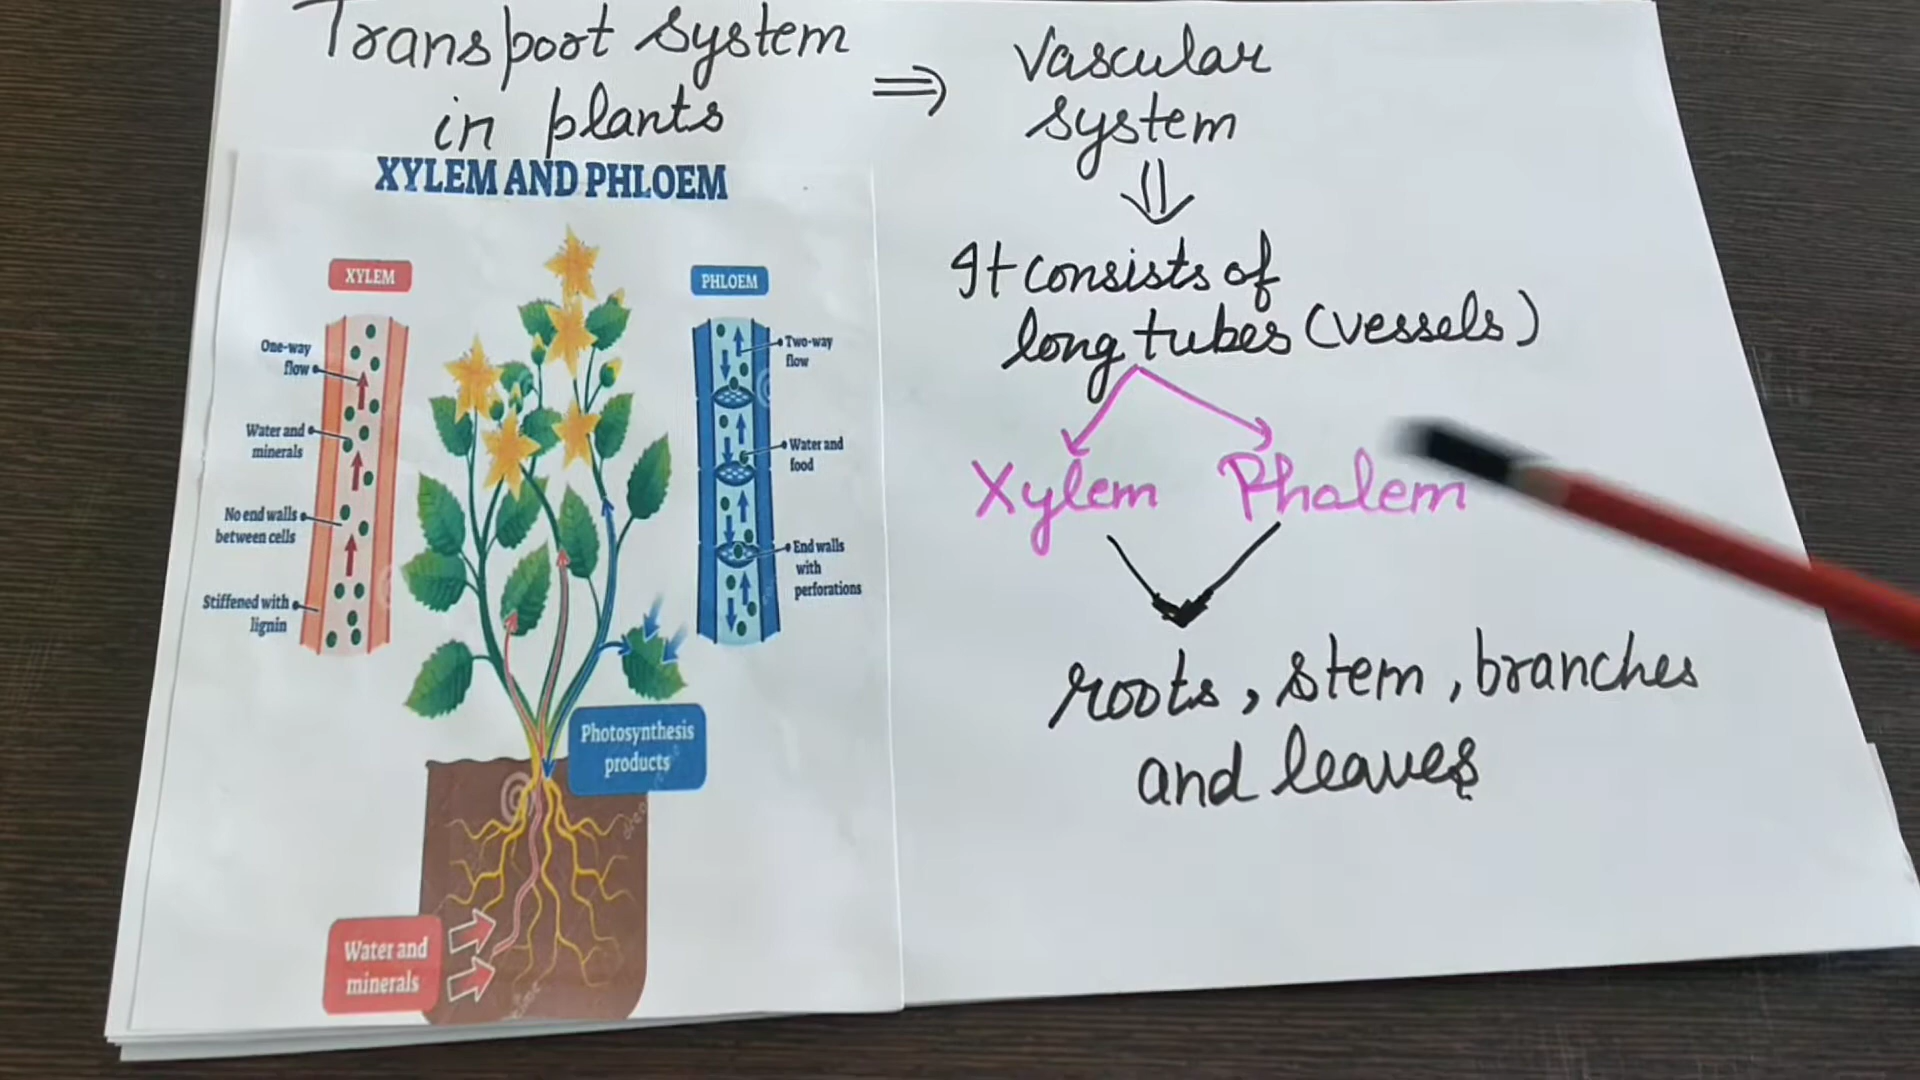 Transport system
in plants
⇒
Vascular
system
XYLEM AND PHLOEM
XYLEM
One-way
flow
Water and
minerals
No end walls
between cells
Stiffened with
lignin
PHLOEM
Two-way
flow
Water and
food
End walls
with
perforations
Photosynthesis
products
Water and
minerals
It consists of
long tubes (vessels)
Xylem Phalem
roots, stem, branches
and leaves